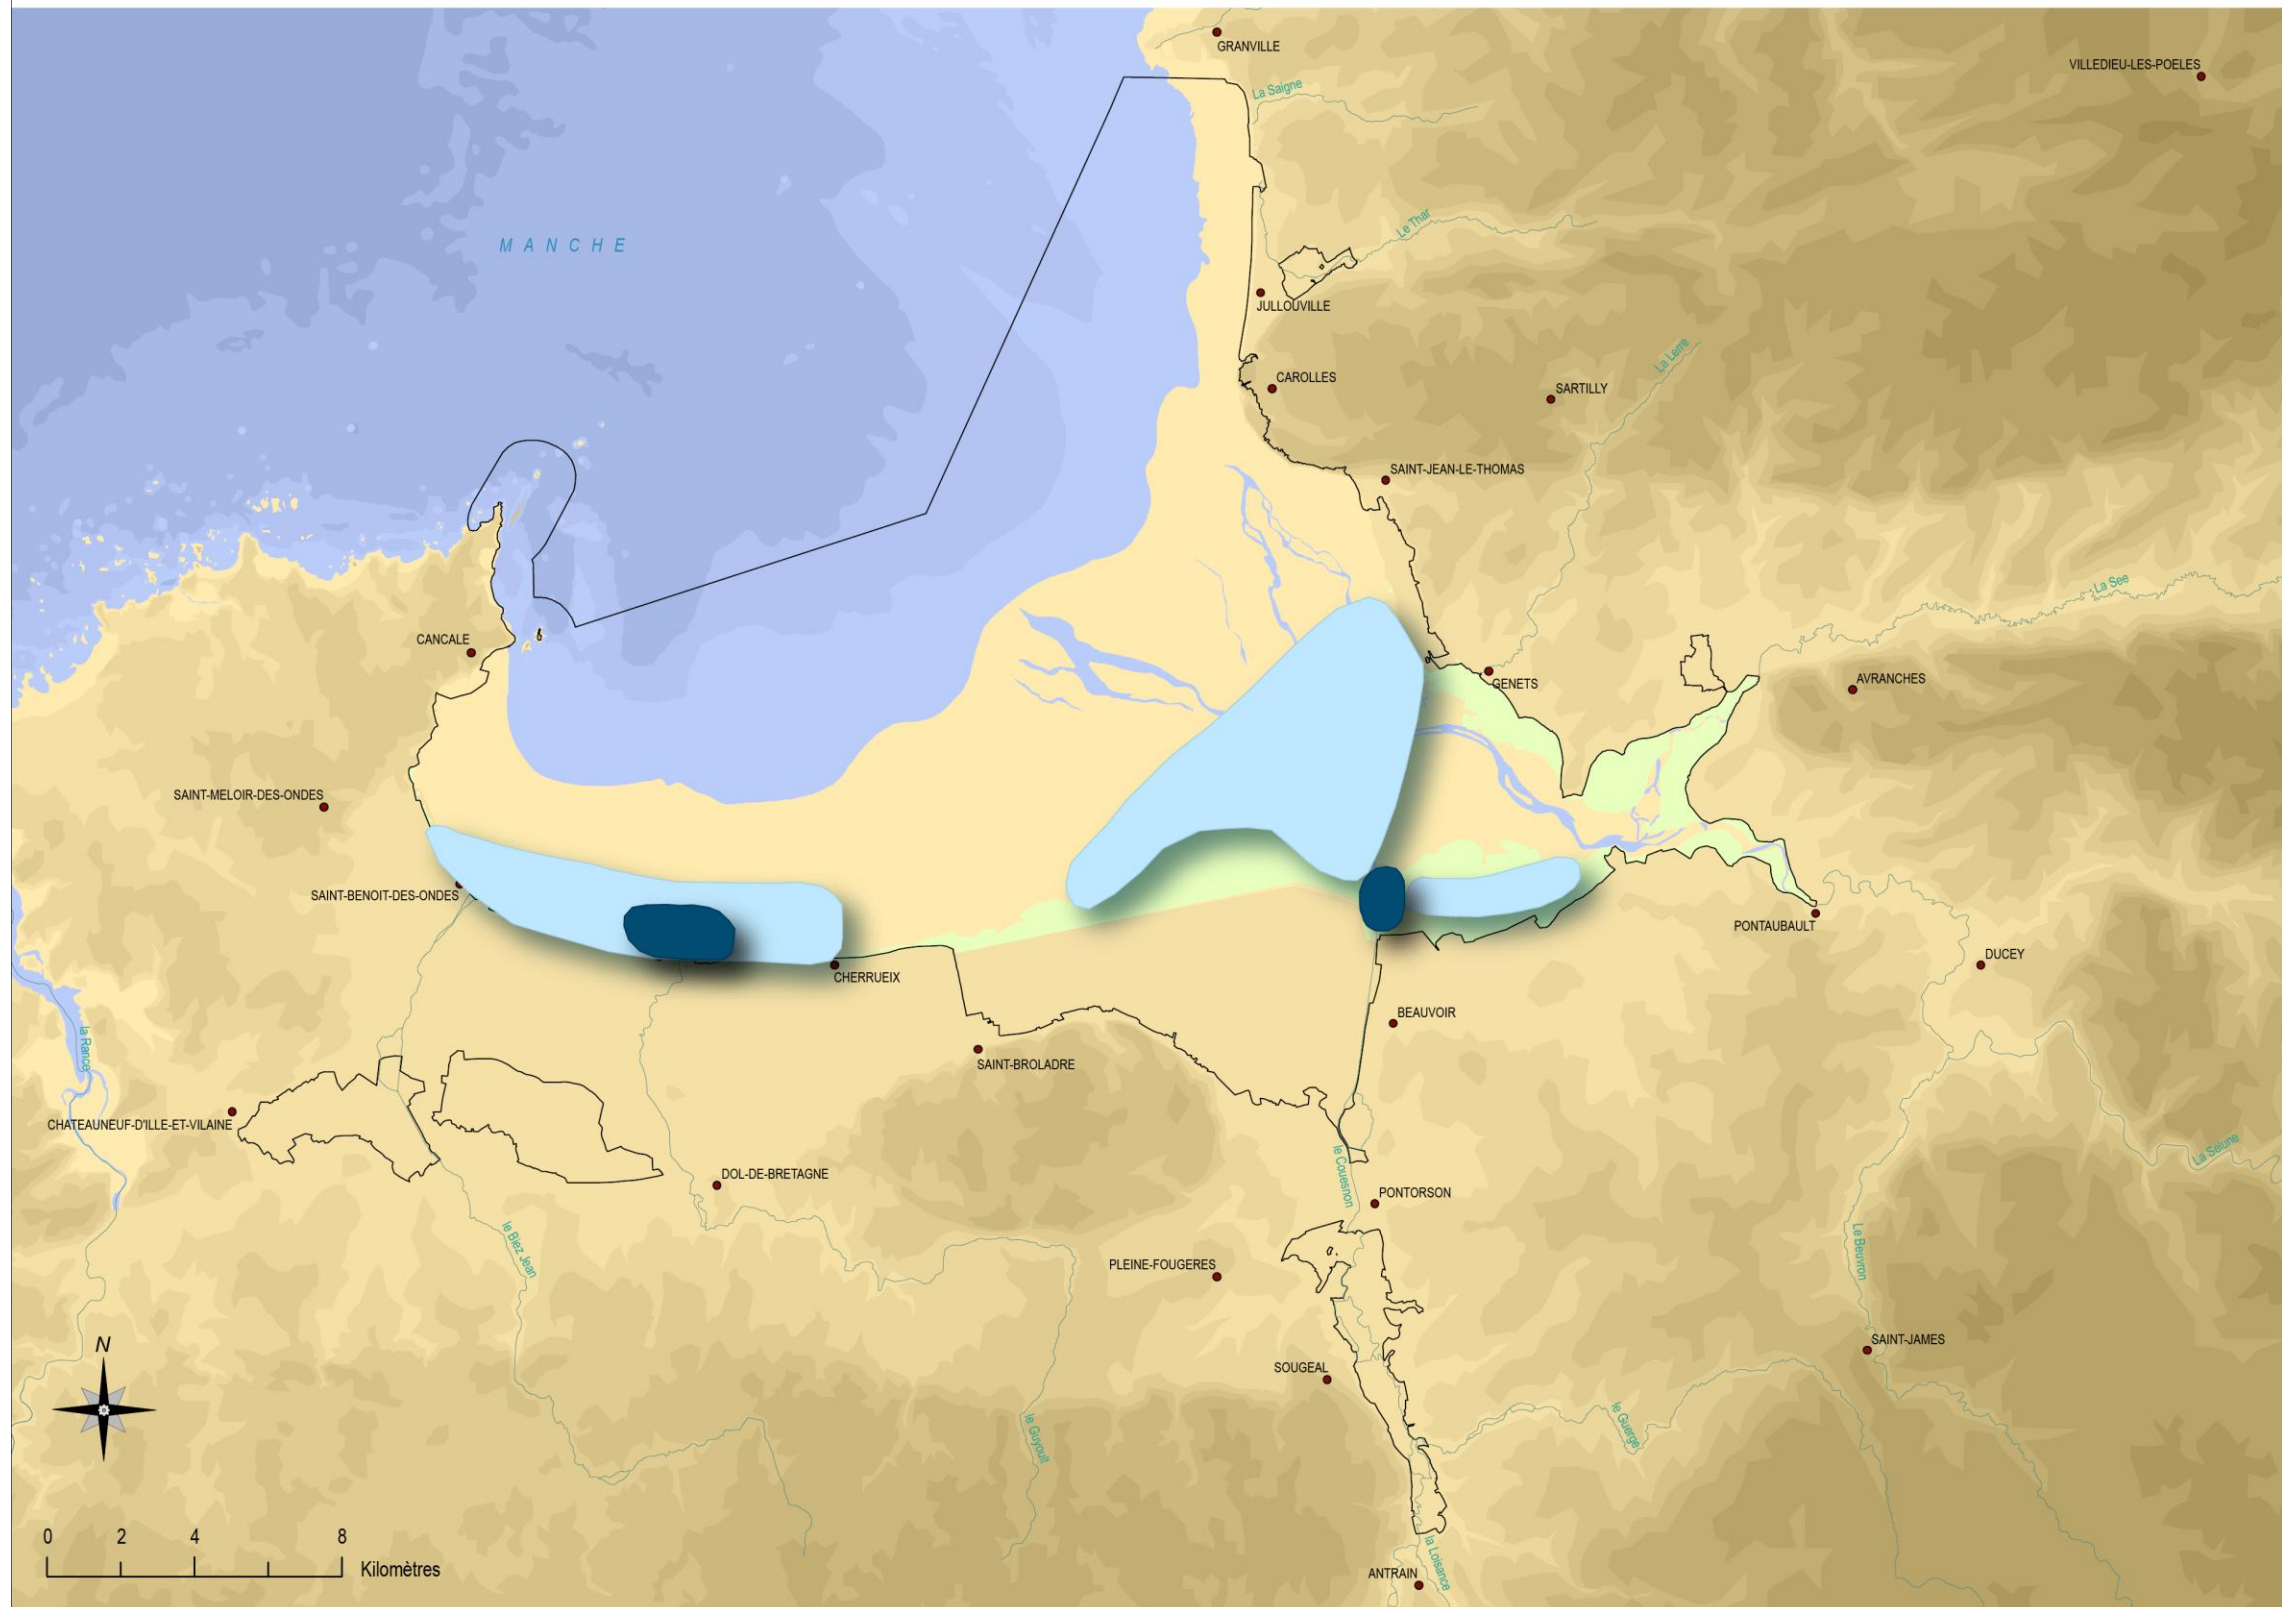 GRANVILLE
VILLEDIEU-LES-POELES
La Saigne
MANCHE
Le Thar
JULLOUVILLE
La Lerre
CAROLLES
SARTILLY
SAINT-JEAN-LE-THOMAS
La See
CANCALE
GENETS
AVRANCHES
SAINT-MELOIR-DES-ONDES
SAINT-BENOIT-DES-ONDES
PONTAUBAULT
DUCEY
CHERRUEIX
BEAUVOIR
la Rance
SAINT-BROLADRE
CHATEAUNEUF-D'ILLE-ET-VILAINE
La Selune
le Couesnon
DOL-DE-BRETAGNE
PONTORSON
le Biez Jean
Le Beuvron
PLEINE-FOUGERES
SAINT-JAMES
N
SOUGEAL
le Guyoult
le Guerge
0 2 4 8
Kilomètres
la Loisance
ANTRAIN